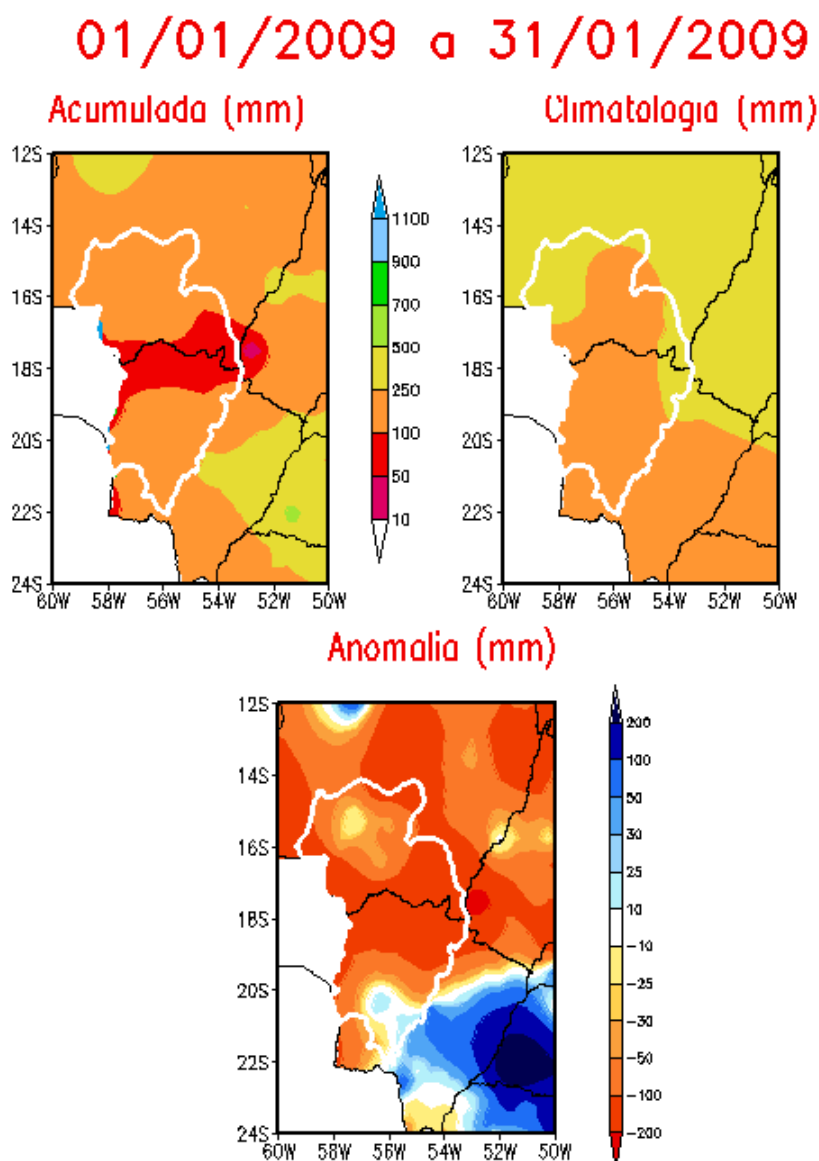 01/01/2009 a 31/01/2009
Acumulada (mm)
Climatologia (mm)
12S
14S
16S
18S
20S
22S
24S
60W 58W 56W 54W 52W 50W
1100
900
700
500
250
100
50
10
12S
14S
16S
18S
20S
22S
24S
60W 58W 56W 54W 52W 50W
Anomalia (mm)
12S
14S
16S
18S
20S
22S
24S
60W 58W 56W 54W 52W 50W
200
100
50
30
25
10
-10
-25
-30
-50
-100
-200